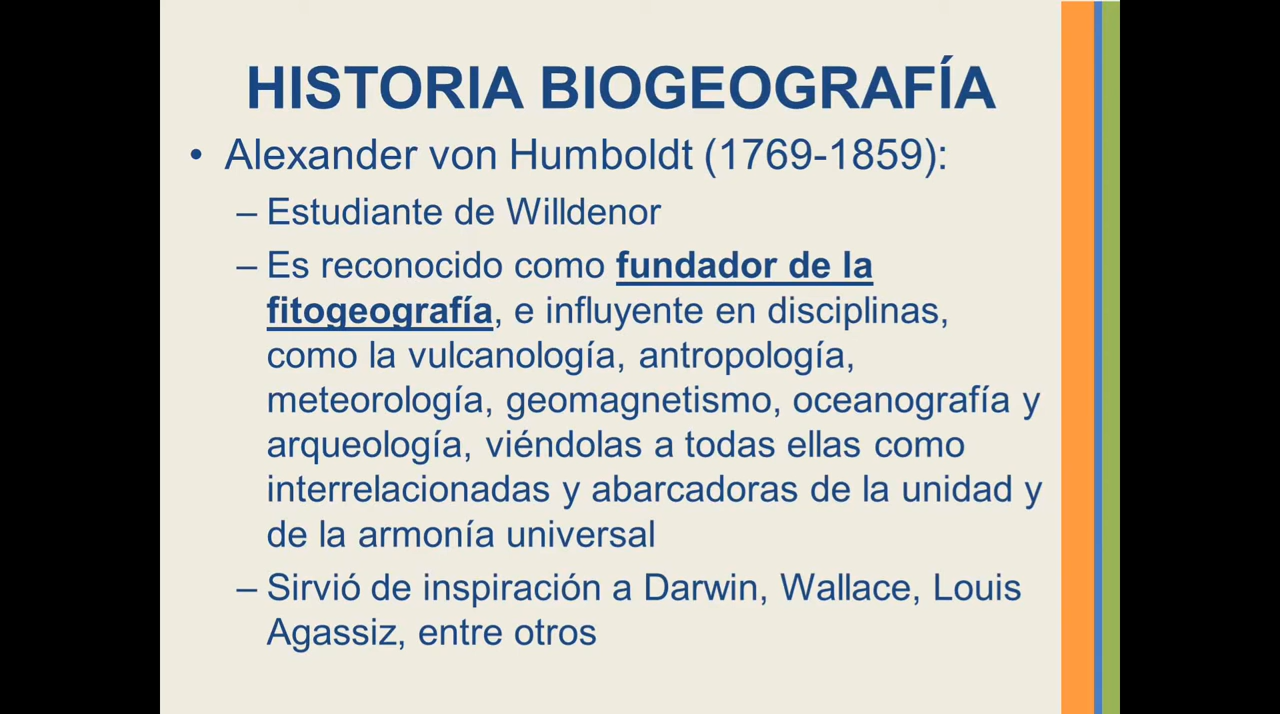 HISTORIA BIOGEOGRAFÍA
• Alexander von Humboldt (1769-1859):
– Estudiante de Willdenor
– Es reconocido como fundador de la
fitogeografía, e influyente en disciplinas,
como la vulcanología, antropología,
meteorología, geomagnetismo, oceanografía y
arqueología, viéndolas a todas ellas como
interrelacionadas y abarcadoras de la unidad y
de la armonía universal
– Sirvió de inspiración a Darwin, Wallace, Louis
Agassiz, entre otros